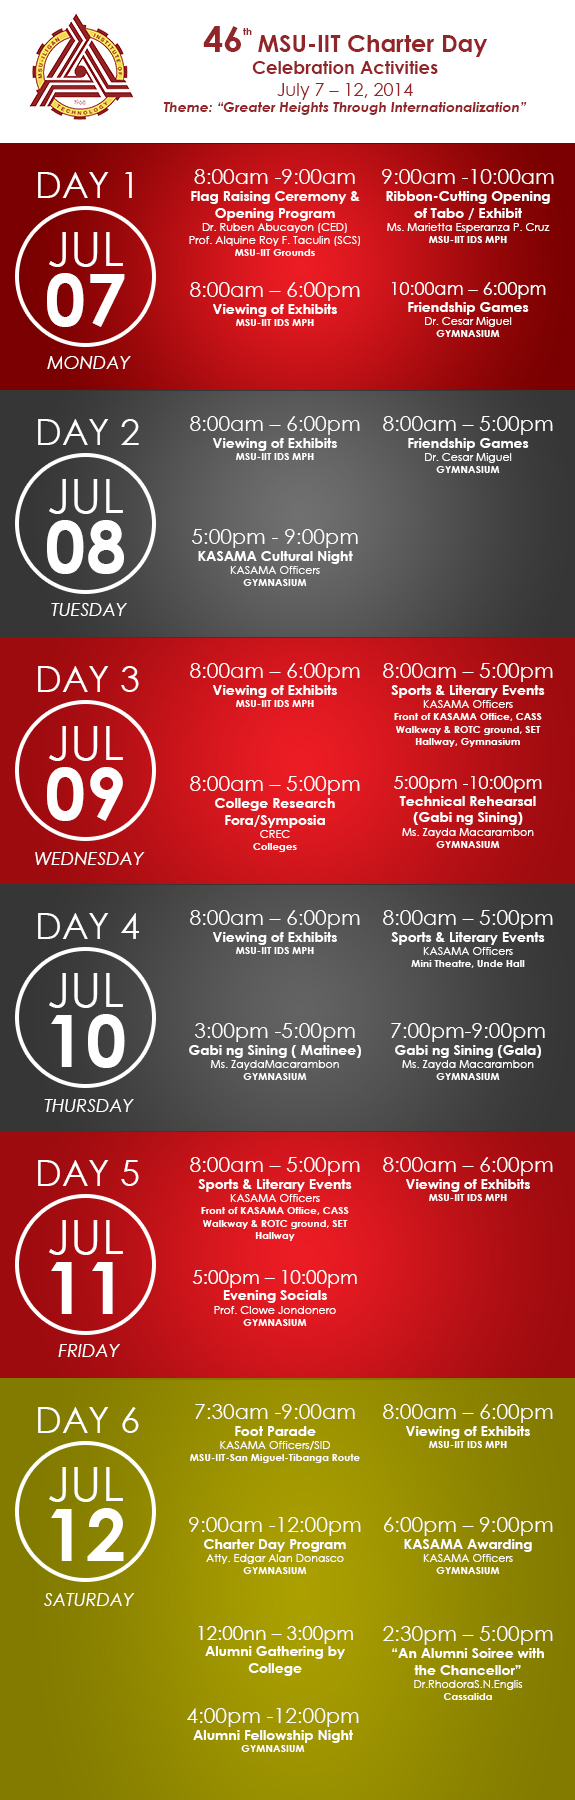 MSU-ILIGAN INSTITUTE OF TECHNOLOGY
1968
46th MSU-IIT Charter Day
Celebration Activities
July 7 – 12, 2014
Theme: “Greater Heights Through Internationalization”
DAY 1
JUL
07
MONDAY
8:00am -9:00am
Flag Raising Ceremony &
Opening Program
Dr. Ruben Abucayon (CED)
Prof. Alquine Roy F. Taculin (SCS)
MSU-IIT Grounds
9:00am -10:00am
Ribbon-Cutting Opening
of Tabo / Exhibit
Ms. Marietta Esperanza P. Cruz
MSU-IIT IDS MPH
8:00am – 6:00pm
Viewing of Exhibits
MSU-IIT IDS MPH
10:00am – 6:00pm
Friendship Games
Dr. Cesar Miguel
GYMNASIUM
DAY 2
JUL
08
TUESDAY
8:00am – 6:00pm
Viewing of Exhibits
MSU-IIT IDS MPH
8:00am – 5:00pm
Friendship Games
Dr. Cesar Miguel
GYMNASIUM
5:00pm - 9:00pm
KASAMA Cultural Night
KASAMA Officers
GYMNASIUM
DAY 3
JUL
09
WEDNESDAY
8:00am – 6:00pm
Viewing of Exhibits
MSU-IIT IDS MPH
8:00am – 5:00pm
Sports & Literary Events
KASAMA Officers
Front of KASAMA Office, CASS
Walkway & ROTC ground, SET
Hallway, Gymnasium
8:00am – 5:00pm
College Research
Fora/Symposia
CREC
Colleges
5:00pm -10:00pm
Technical Rehearsal
(Gabi ng Sining)
Ms. Zayda Macarambon
GYMNASIUM
DAY 4
JUL
10
THURSDAY
8:00am – 6:00pm
Viewing of Exhibits
MSU-IIT IDS MPH
8:00am – 5:00pm
Sports & Literary Events
KASAMA Officers
Mini Theatre, Unde Hall
3:00pm -5:00pm
Gabi ng Sining ( Matinee)
Ms. ZaydaMacarambon
GYMNASIUM
7:00pm-9:00pm
Gabi ng Sining (Gala)
Ms. Zayda Macarambon
GYMNASIUM
DAY 5
JUL
11
FRIDAY
8:00am – 5:00pm
Sports & Literary Events
KASAMA Officers
Front of KASAMA Office, CASS
Walkway & ROTC ground, SET
Hallway
8:00am – 6:00pm
Viewing of Exhibits
MSU-IIT IDS MPH
5:00pm – 10:00pm
Evening Socials
Prof. Clowe Jondonero
GYMNASIUM
DAY 6
JUL
12
SATURDAY
7:30am -9:00am
Foot Parade
KASAMA Officers/SID
MSU-IIT-San Miguel-Tibanga Route
8:00am – 6:00pm
Viewing of Exhibits
MSU-IIT IDS MPH
9:00am -12:00pm
Charter Day Program
Atty. Edgar Alan Donasco
GYMNASIUM
6:00pm – 9:00pm
KASAMA Awarding
KASAMA Officers
GYMNASIUM
12:00nn – 3:00pm
Alumni Gathering by
College
2:30pm – 5:00pm
“An Alumni Soiree with
the Chancellor”
Dr.RhodoraS.N.Englis
Cassalida
4:00pm -12:00pm
Alumni Fellowship Night
GYMNASIUM